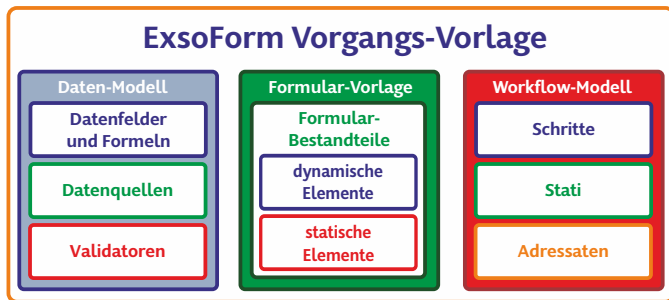 ExsoForm Vorgangs-Vorlage
Daten-Modell
Datenfelder
und Formeln
Datenquellen
Validatoren
Formular-Vorlage
Formular-
Bestandteile
dynamische
Elemente
statische
Elemente
Workflow-Modell
Schritte
Stati
Adressaten